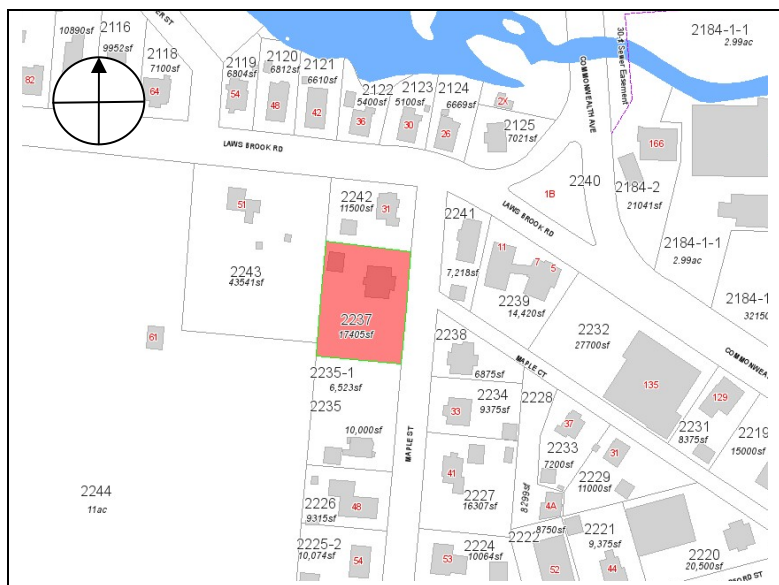 2116
9952sf
10890sf
2118
7100sf
82
64
2119
6804sf
54
2120
6812sf
48
2121
6610sf
42
2122
5400sf
36
2123
5100sf
30
2124
6669sf
26
2X
2125
7021sf
COMMONWEALTH AVE
30-ft Sewer Easement
2184-1-1
2.99ac
166
2184-2
21041sf
2240
1B
LAWS BROOK RD
LAWS BROOK RD
51
2243
43541sf
2242
11500sf
31
2241
7,218sf
11
7
5
2239
14,420sf
2184-1-1
2.99ac
2184-1
32150
2237
17405sf
61
2235-1
6,523sf
2235
10,000sf
MAPLE ST
2238
6875sf
MAPLE CT
2232
27700sf
135
COMMONWEA
129
2231
8375sf
2219
15000sf
2234
9375sf
33
2228
8299sf
37
2233
7200sf
31
2229
11000sf
2244
11ac
2226
9315sf
48
41
2227
16307sf
4A
8750sf
2222
52
2221
9,375sf
44
2220
20,500sf
2225-2
10,074sf
54
53
2224
10064sf
FORD ST